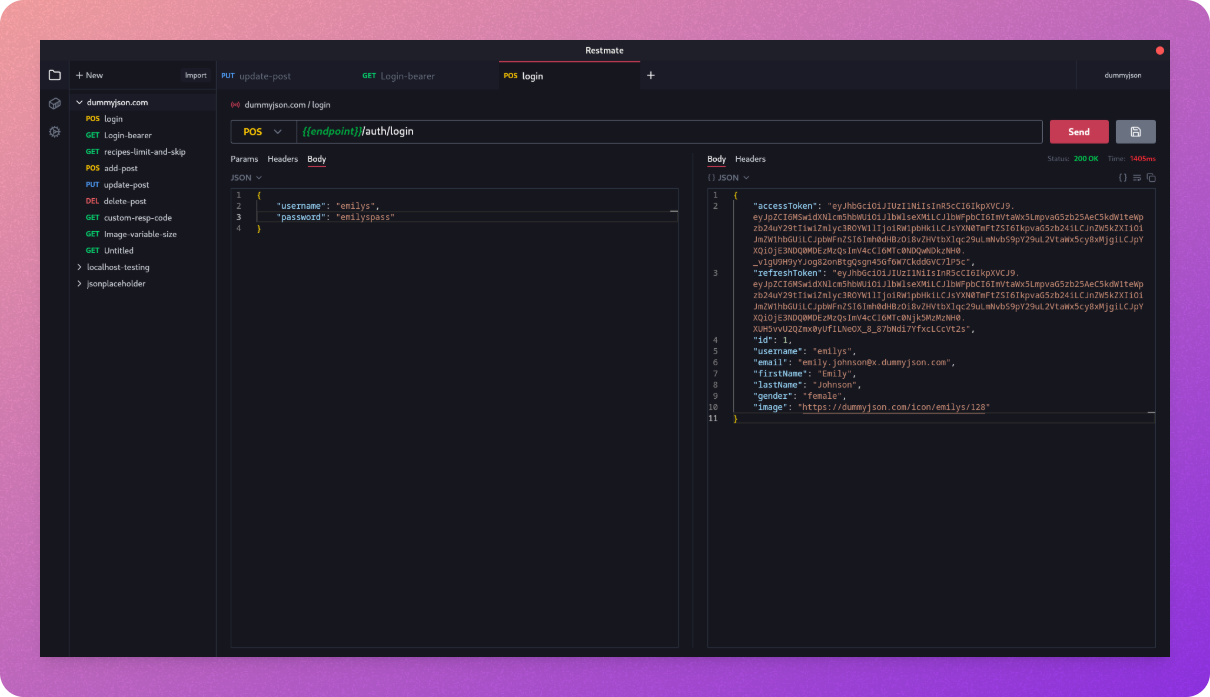 Restmate
+ New
Import
PUT update-post
GET Login-bearer
POS login
+
dummyjson
dummyjson.com
POS login
GET Login-bearer
GET recipes-limit-and-skip
POS add-post
PUT update-post
DEL delete-post
GET custom-resp-code
GET Image-variable-size
GET Untitled
localhost-testing
jsonplaceholder
dummyjson.com / login
POS
{{endpoint}}/auth/login
Send
Params Headers Body
JSON
1 {
2 "username": "emilys",
3 "password": "emilyspass"
4 }
Body Headers
Status: 200 OK Time: 1405ms
{} JSON
{}
1 {
2 "accessToken": "eyJhbGciOiJIUzI1NiIsInR5cCI6IkpXVCJ9.
3 "refreshToken": "eyJhbGciOiJIUzI1NiIsInR5cCI6IkpXVCJ9.
4 "id": 1,
5 "username": "emilys",
6 "email": "emily.johnson@x.dummyjson.com",
7 "firstName": "Emily",
8 "lastName": "Johnson",
9 "gender": "female",
10 "image": "https://dummyjson.com/icon/emilys/128"
11 }